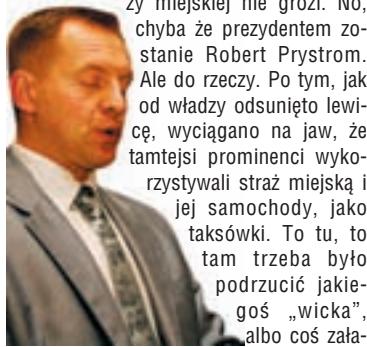 ży miejskiej nie grozi. No,
chyba że prezydentem zo-
stanie Robert Prystrom.
Ale do rzeczy. Po tym, jak
od władzy odsunięto lewi-
cę, wyciągano na jaw, że
tamtejsi prominenci wyko-
rzystywali straż miejską i
jej samochody, jako
taksówki. To tu, to
tam trzeba było
podrzucić jakie-
goś „wicka”,
albo coś zała-